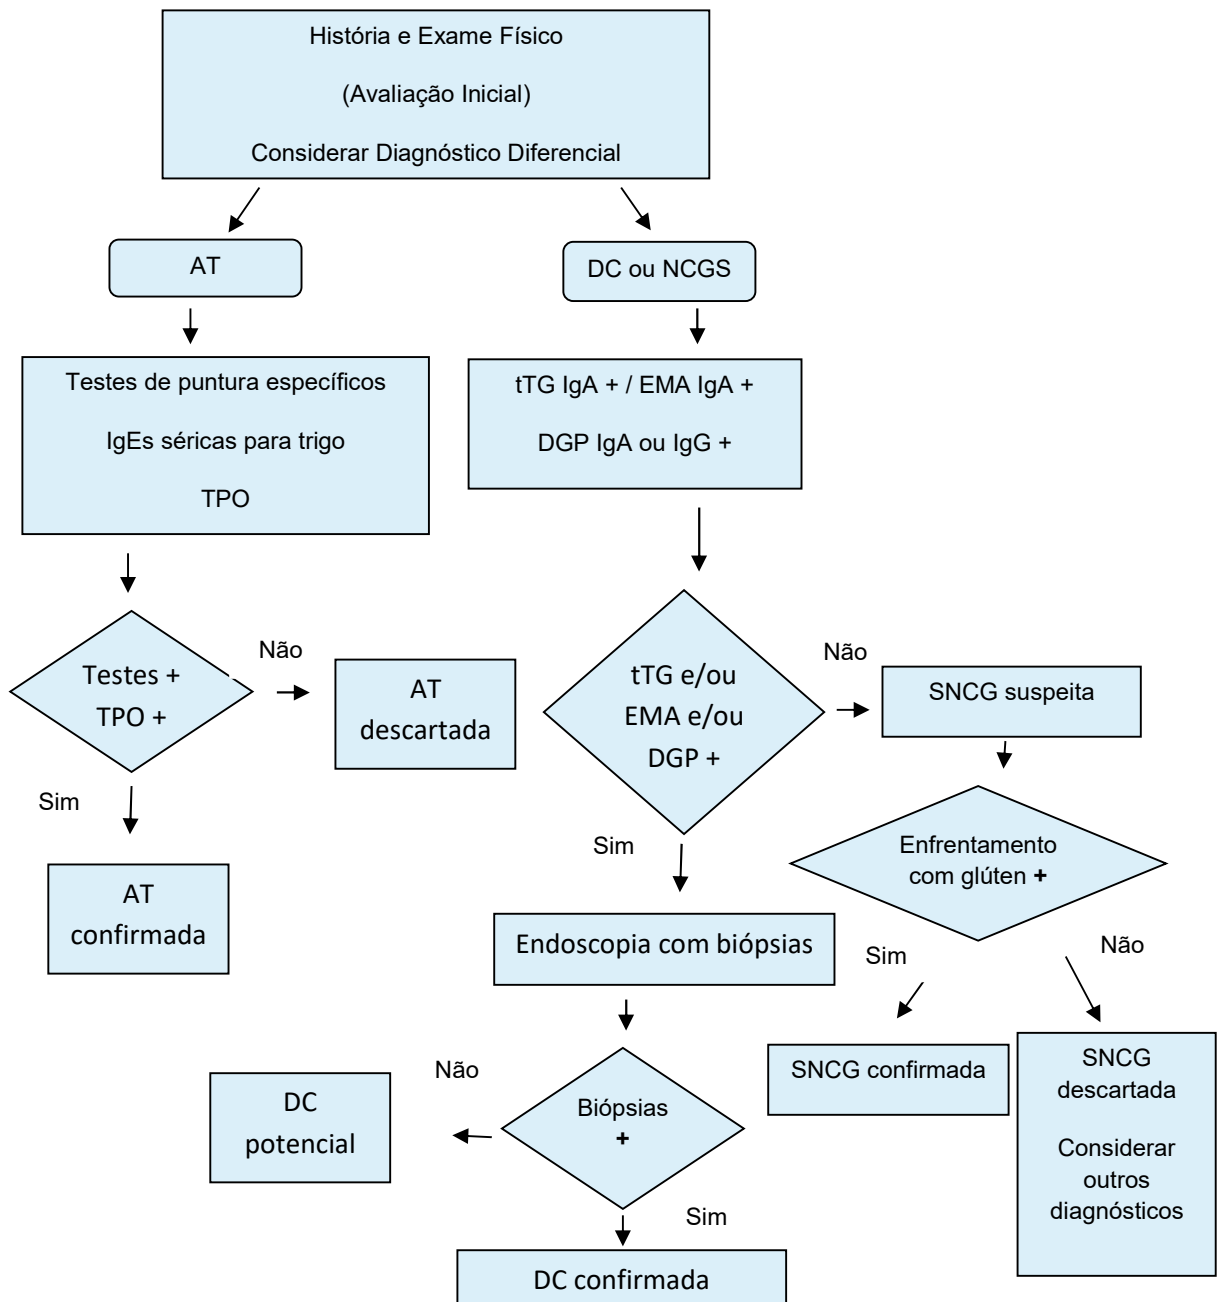 História e Exame Físico
(Avaliação Inicial)
Considerar Diagnóstico Diferencial
AT
DC ou NCGS
Testes de puntura específicos
IgEs séricas para trigo
TPO
tTG IgA + / EMA IgA +
DGP IgA ou IgG +
Testes +
TPO +
Não
AT
descartada
Sim
AT
confirmada
tTG e/ou
EMA e/ou
DGP +
Não
SNCG suspeita
Sim
Enfrentamento
com glúten +
Endoscopia com biópsias
Sim
Não
SNCG confirmada
SNCG
descartada
Considerar
outros
diagnósticos
Biópsias
+
Não
DC
potencial
Sim
DC confirmada